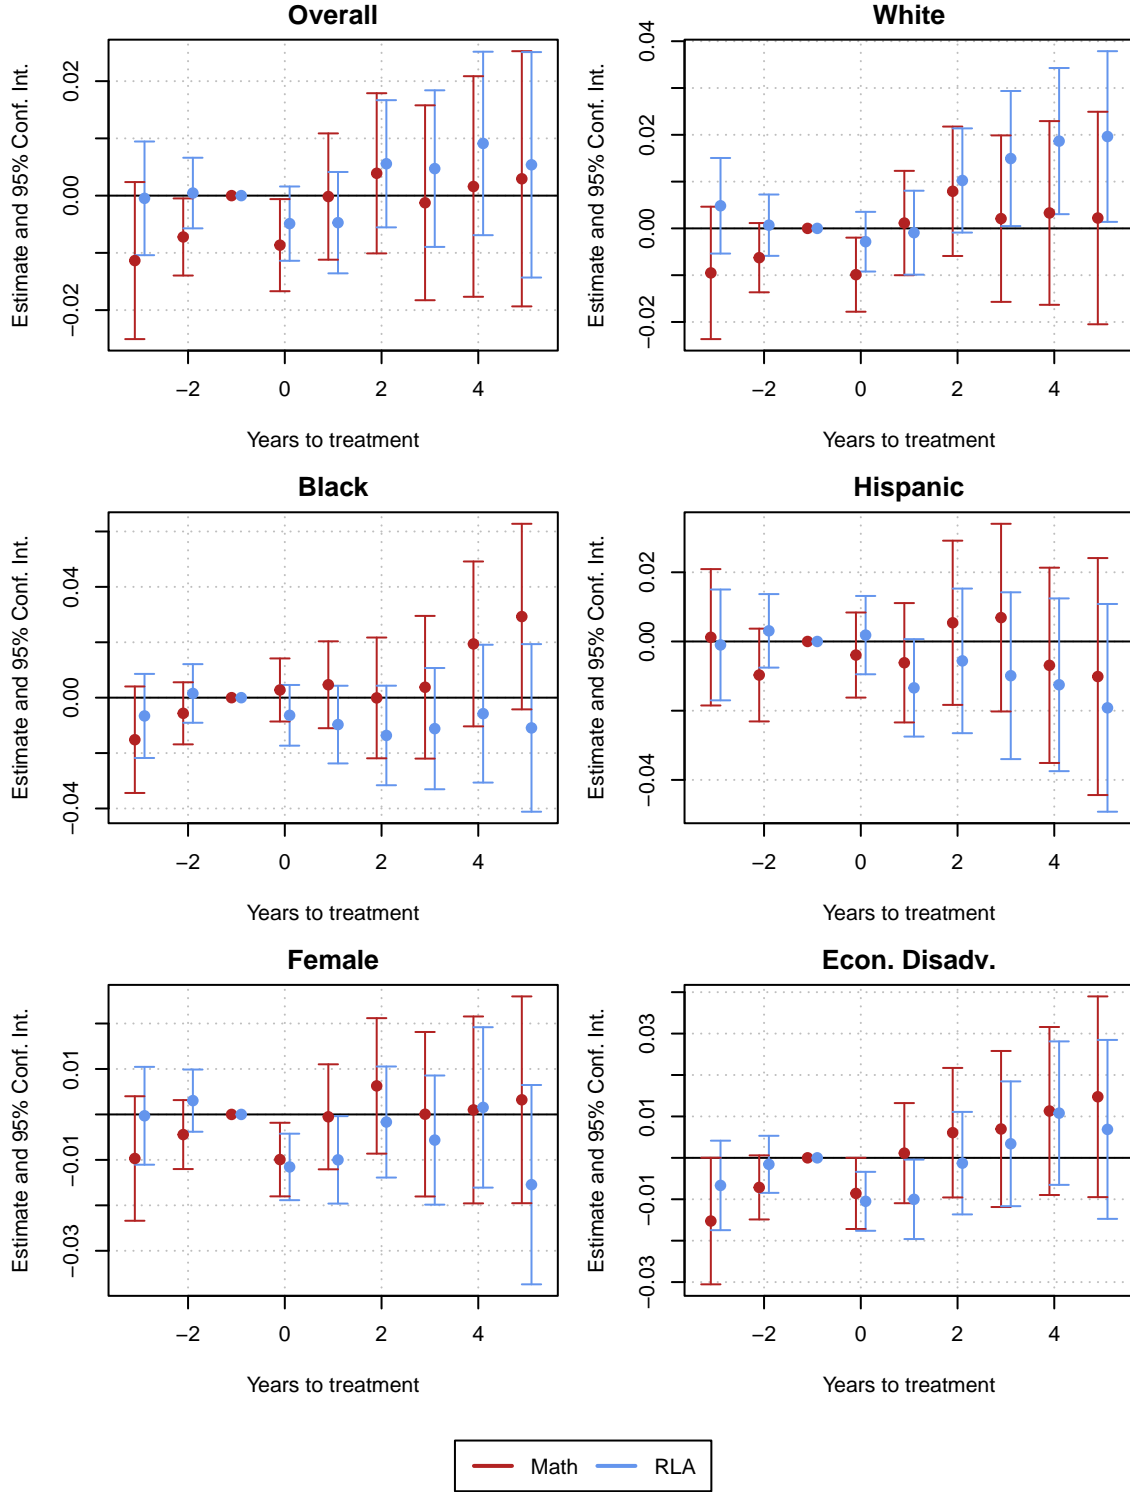 Overall
Estimate and 95% Conf. Int.
0.02
0.00
−0.02
−2 0 2 4
Years to treatment
White
Estimate and 95% Conf. Int.
0.04
0.02
0.00
−0.02
−2 0 2 4
Years to treatment
Black
Estimate and 95% Conf. Int.
0.04
0.00
−0.04
−2 0 2 4
Years to treatment
Hispanic
Estimate and 95% Conf. Int.
0.02
0.00
−0.04
−2 0 2 4
Years to treatment
Female
Estimate and 95% Conf. Int.
0.01
−0.01
−0.03
−2 0 2 4
Years to treatment
Econ. Disadv.
Estimate and 95% Conf. Int.
0.03
0.01
−0.01
−0.03
−2 0 2 4
Years to treatment
Math RLA